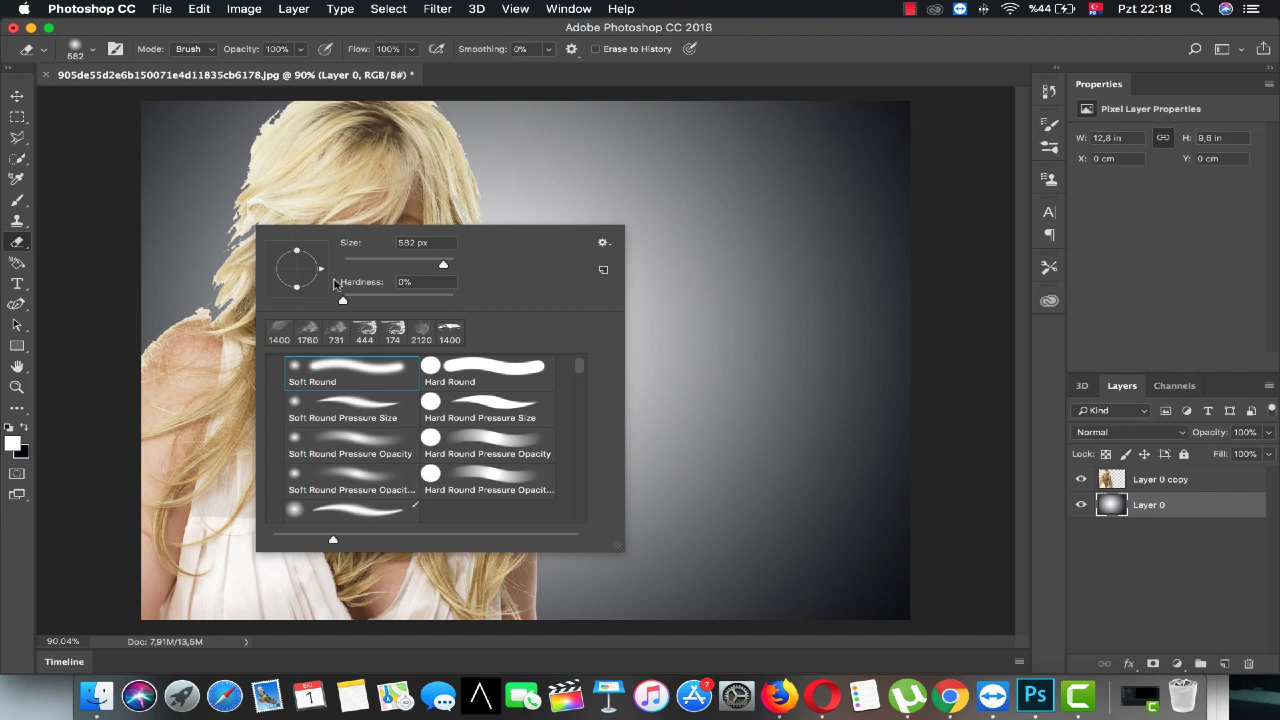 Photoshop CC File Edit Image Layer Type Select Filter 3D View Window Help %44 Pzt 22:18
Adobe Photoshop CC 2018
582 Mode: Brush Opacity: 100% Flow: 100% Smoothing: 0% Erase to History
905de55d2e6b150071e4d11835cb6178.jpg @ 90% (Layer 0, RGB/8#) *
Properties
Pixel Layer Properties
W: 12,8 in H: 9,6 in
X: 0 cm Y: 0 cm
Size: 582 px
Hardness: 0%
1400 1760 731 444 174 2120 1400
Soft Round Hard Round
Soft Round Pressure Size Hard Round Pressure Size
Soft Round Pressure Opacity Hard Round Pressure Opacity
Soft Round Pressure Opacit... Hard Round Pressure Opacit...
3D Layers Channels
Kind
Normal Opacity: 100%
Lock: Fill: 100%
Layer 0 copy
Layer 0
90,04% Doc: 7,91M/13,5M
Timeline
7
1
Ps